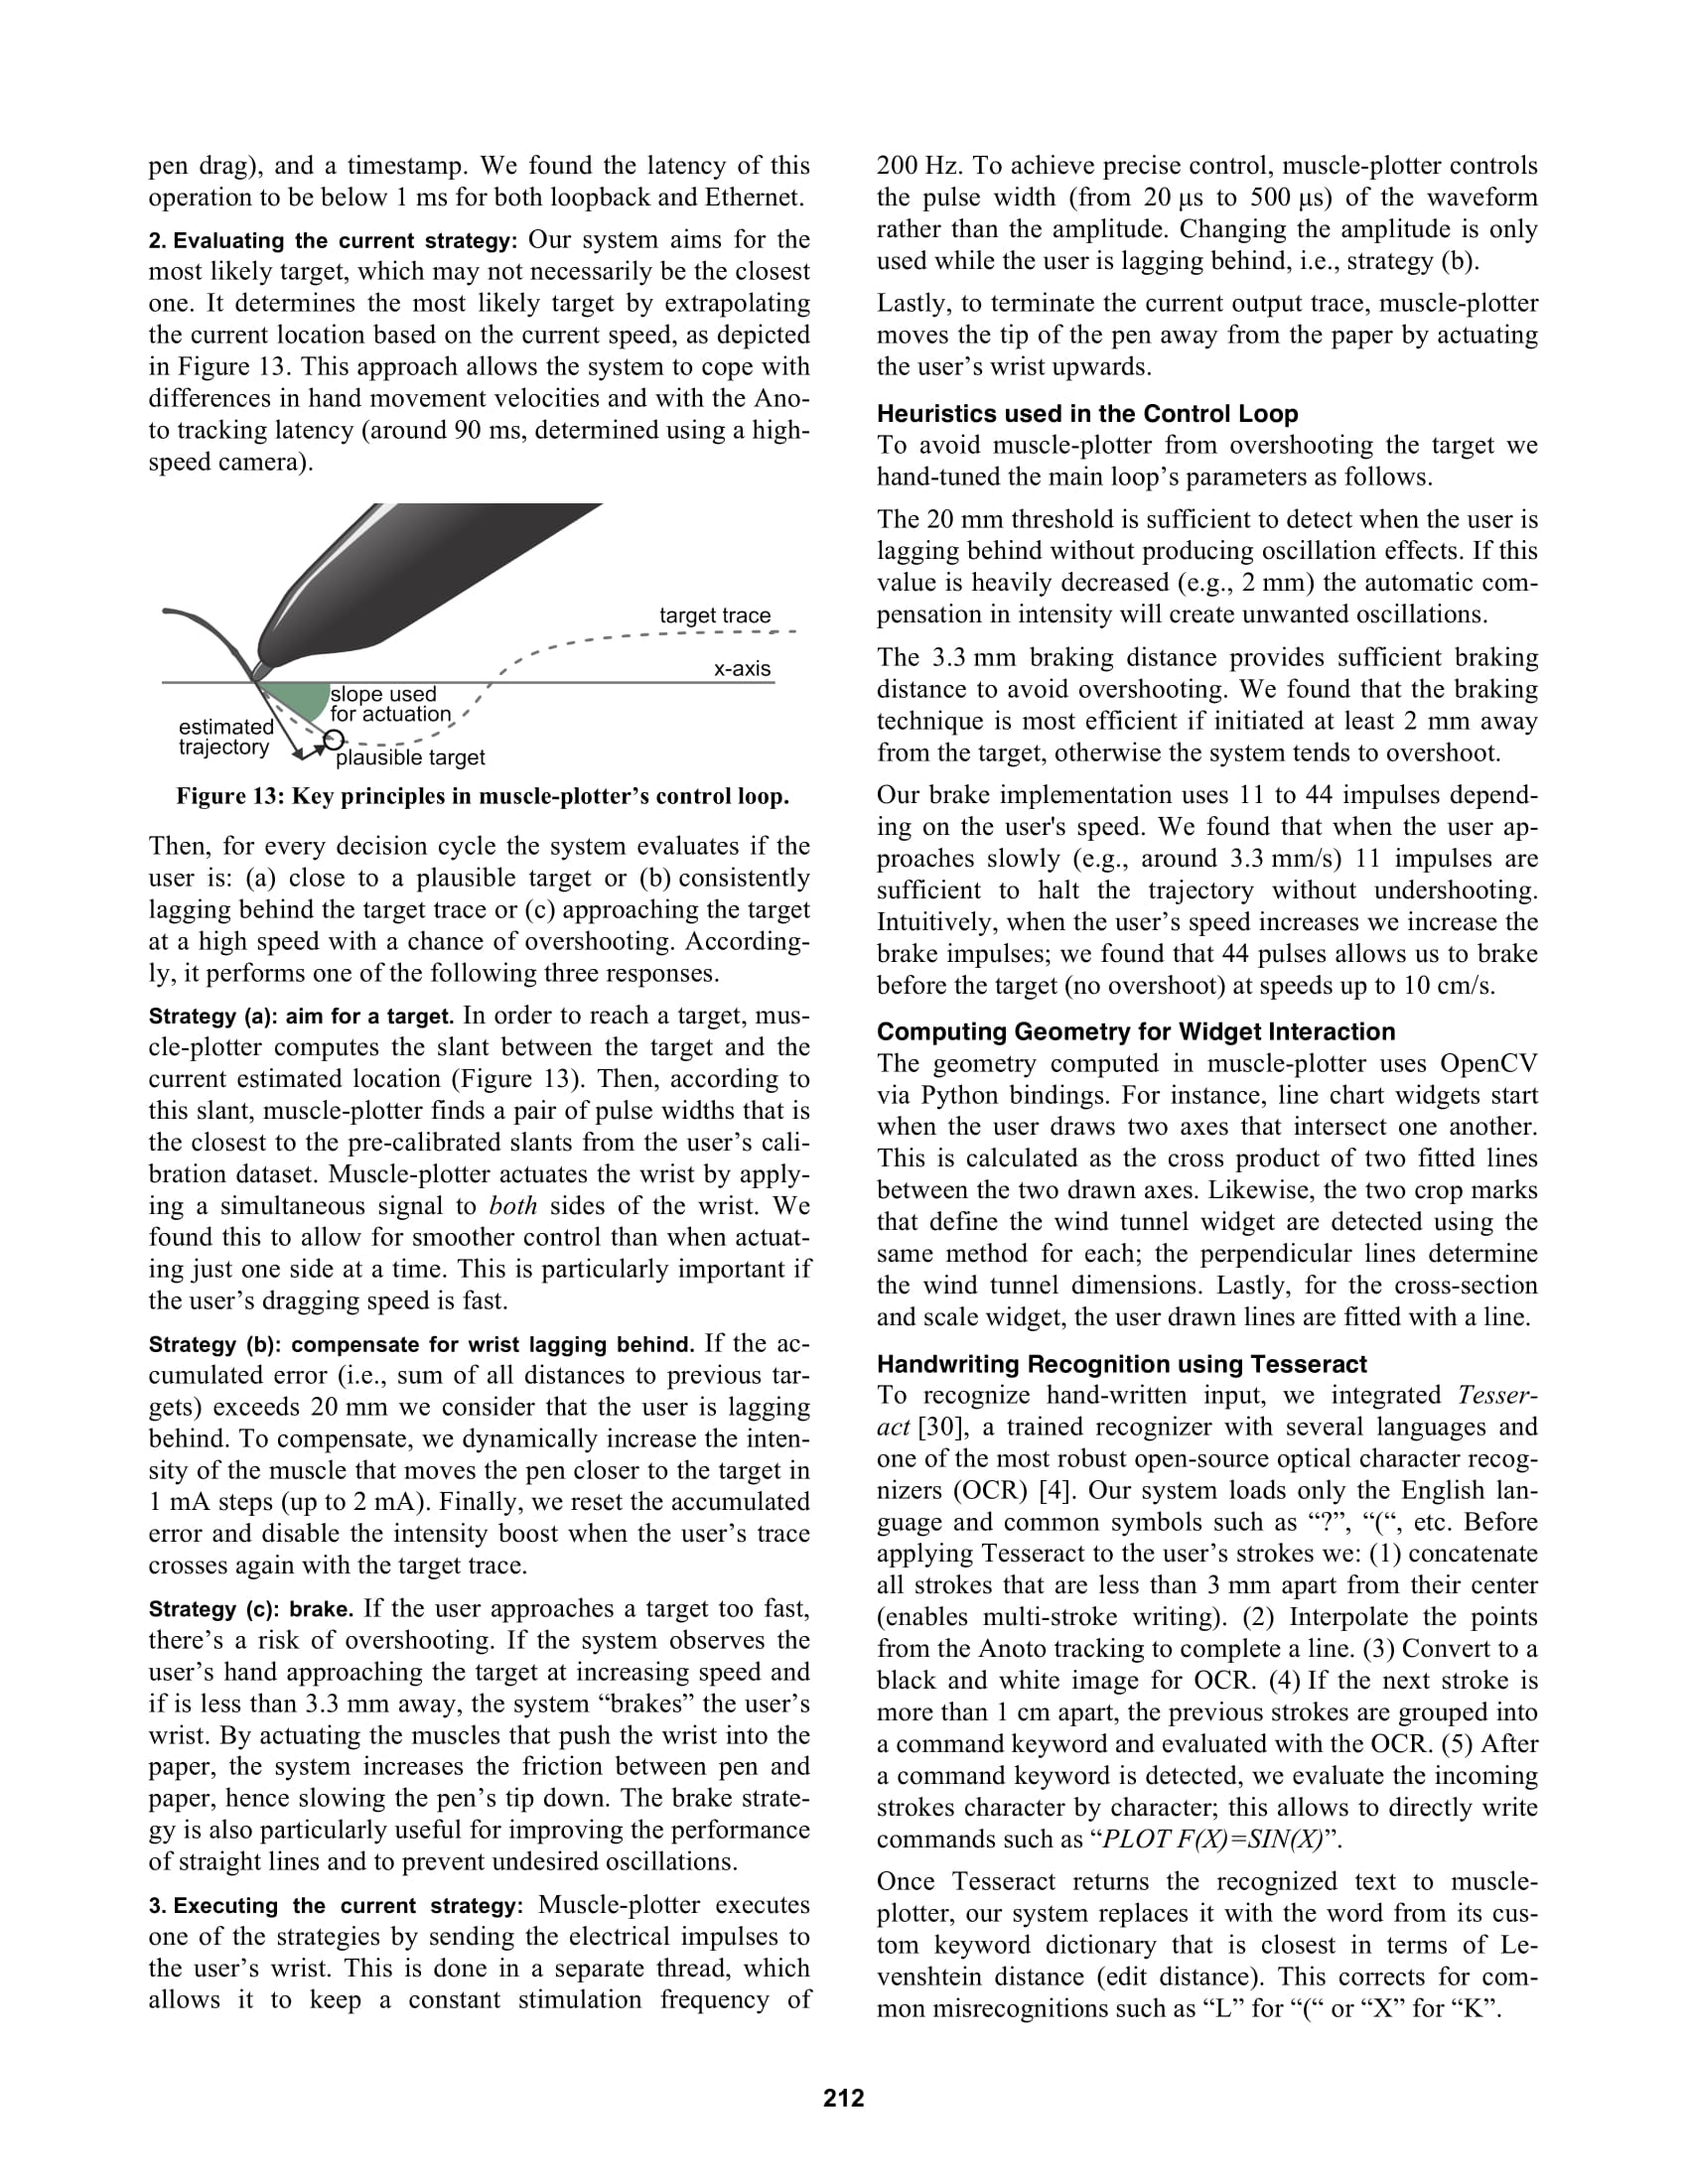 pen drag), and a timestamp. We found the latency of this
operation to be below 1 ms for both loopback and Ethernet.
2. Evaluating the current strategy: Our system aims for the
most likely target, which may not necessarily be the closest
one. It determines the most likely target by extrapolating
the current location based on the current speed, as depicted
in Figure 13. This approach allows the system to cope with
differences in hand movement velocities and with the Ano-
to tracking latency (around 90 ms, determined using a high-
speed camera).
target trace
x-axis
slope used
for actuation
estimated
trajectory
plausible target
Figure 13: Key principles in muscle-plotter's control loop.
Then, for every decision cycle the system evaluates if the
user is: (a) close to a plausible target or (b) consistently
lagging behind the target trace or (c) approaching the target
at a high speed with a chance of overshooting. According-
ly, it performs one of the following three responses.
Strategy (a): aim for a target. In order to reach a target, mus-
cle-plotter computes the slant between the target and the
current estimated location (Figure 13). Then, according to
this slant, muscle-plotter finds a pair of pulse widths that is
the closest to the pre-calibrated slants from the user's cali-
bration dataset. Muscle-plotter actuates the wrist by apply-
ing a simultaneous signal to both sides of the wrist. We
found this to allow for smoother control than when actuat-
ing just one side at a time. This is particularly important if
the user's dragging speed is fast.
Strategy (b): compensate for wrist lagging behind. If the ac-
cumulated error (i.e., sum of all distances to previous tar-
gets) exceeds 20 mm we consider that the user is lagging
behind. To compensate, we dynamically increase the inten-
sity of the muscle that moves the pen closer to the target in
1 mA steps (up to 2 mA). Finally, we reset the accumulated
error and disable the intensity boost when the user's trace
crosses again with the target trace.
Strategy (c): brake. If the user approaches a target too fast,
there's a risk of overshooting. If the system observes the
user's hand approaching the target at increasing speed and
if is less than 3.3 mm away, the system “brakes” the user's
wrist. By actuating the muscles that push the wrist into the
paper, the system increases the friction between pen and
paper, hence slowing the pen's tip down. The brake strate-
gy is also particularly useful for improving the performance
of straight lines and to prevent undesired oscillations.
3. Executing the current strategy: Muscle-plotter executes
one of the strategies by sending the electrical impulses to
the user's wrist. This is done in a separate thread, which
allows it to keep a constant stimulation frequency of
200 Hz. To achieve precise control, muscle-plotter controls
the pulse width (from 20 µs to 500 µs) of the waveform
rather than the amplitude. Changing the amplitude is only
used while the user is lagging behind, i.e., strategy (b).
Lastly, to terminate the current output trace, muscle-plotter
moves the tip of the pen away from the paper by actuating
the user's wrist upwards.
Heuristics used in the Control Loop
To avoid muscle-plotter from overshooting the target we
hand-tuned the main loop's parameters as follows.
The 20 mm threshold is sufficient to detect when the user is
lagging behind without producing oscillation effects. If this
value is heavily decreased (e.g., 2 mm) the automatic com-
pensation in intensity will create unwanted oscillations.
The 3.3 mm braking distance provides sufficient braking
distance to avoid overshooting. We found that the braking
technique is most efficient if initiated at least 2 mm away
from the target, otherwise the system tends to overshoot.
Our brake implementation uses 11 to 44 impulses depend-
ing on the user's speed. We found that when the user ap-
proaches slowly (e.g., around 3.3 mm/s) 11 impulses are
sufficient to halt the trajectory without undershooting.
Intuitively, when the user's speed increases we increase the
brake impulses; we found that 44 pulses allows us to brake
before the target (no overshoot) at speeds up to 10 cm/s.
Computing Geometry for Widget Interaction
The geometry computed in muscle-plotter uses OpenCV
via Python bindings. For instance, line chart widgets start
when the user draws two axes that intersect one another.
This is calculated as the cross product of two fitted lines
between the two drawn axes. Likewise, the two crop marks
that define the wind tunnel widget are detected using the
same method for each; the perpendicular lines determine
the wind tunnel dimensions. Lastly, for the cross-section
and scale widget, the user drawn lines are fitted with a line.
Handwriting Recognition using Tesseract
To recognize hand-written input, we integrated Tesser-
act [30], a trained recognizer with several languages and
one of the most robust open-source optical character recog-
nizers (OCR) [4]. Our system loads only the English lan-
guage and common symbols such as “?”, “(“, etc. Before
applying Tesseract to the user's strokes we: (1) concatenate
all strokes that are less than 3 mm apart from their center
(enables multi-stroke writing). (2) Interpolate the points
from the Anoto tracking to complete a line. (3) Convert to a
black and white image for OCR. (4) If the next stroke is
more than 1 cm apart, the previous strokes are grouped into
a command keyword and evaluated with the OCR. (5) After
a command keyword is detected, we evaluate the incoming
strokes character by character; this allows to directly write
commands such as “PLOT F(X)=SIN(X)”.
Once Tesseract returns the recognized text to muscle-
plotter, our system replaces it with the word from its cus-
tom keyword dictionary that is closest in terms of Le-
venshtein distance (edit distance). This corrects for com-
mon misrecognitions such as “L” for “(“ or “X” for “K”.
212